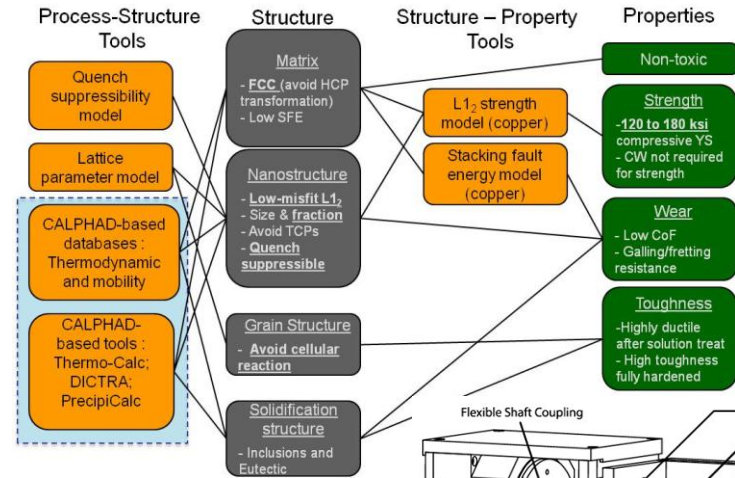 Process-Structure
Tools
Structure
Structure – Property
Tools
Properties
Quench
suppressibility
model
Lattice
parameter model
CALPHAD-based
databases :
Thermodynamic
and mobility
CALPHAD-
based tools :
Thermo-Calc;
DICTRA;
PrecipiCalc
Matrix
- FCC (avoid HCP
transformation)
- Low SFE
Nanostructure
- Low-misfit L1₂
- Size & fraction
- Avoid TCPs
- Quench
suppressible
Grain Structure
- Avoid cellular
reaction
Solidification
structure
- Inclusions and
Eutectic
L1₂ strength
model (copper)
Stacking fault
energy model
(copper)
Non-toxic
Strength
-120 to 180 ksi
compressive YS
- CW not required
for strength
Wear
- Low CoF
- Galling/fretting
resistance
Toughness
-Highly ductile
after solution treat
- High toughness
fully hardened
Flexible Shaft Coupling